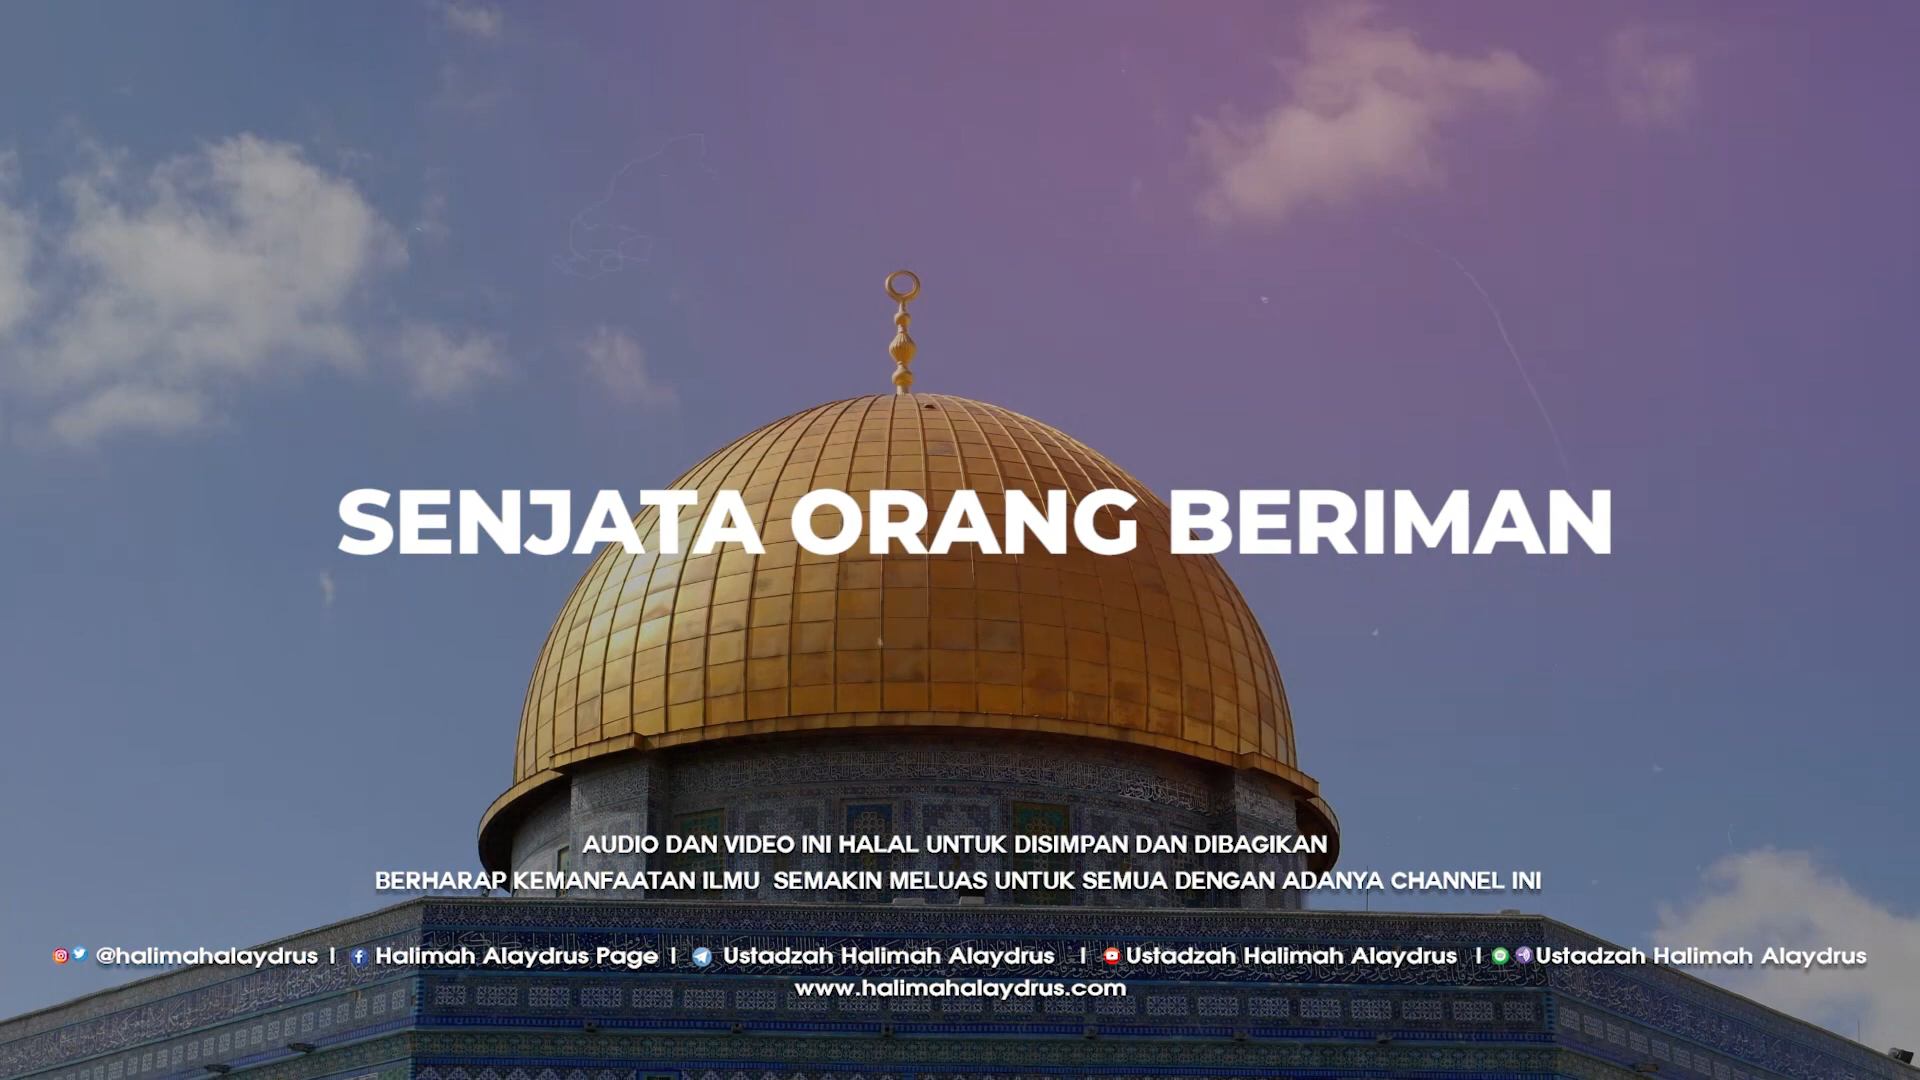 SENJATA ORANG BERIMAN
AUDIO DAN VIDEO INI HALAL UNTUK DISIMPAN DAN DIBAGIKAN
BERHARAP KEMANFAATAN ILMU SEMAKIN MELUAS UNTUK SEMUA DENGAN ADANYA CHANNEL INI
@halimahalaydrus | Halimah Alaydrus Page | Ustadzah Halimah Alaydrus | Ustadzah Halimah Alaydrus | Ustadzah Halimah Alaydrus
www.halimahalaydrus.com